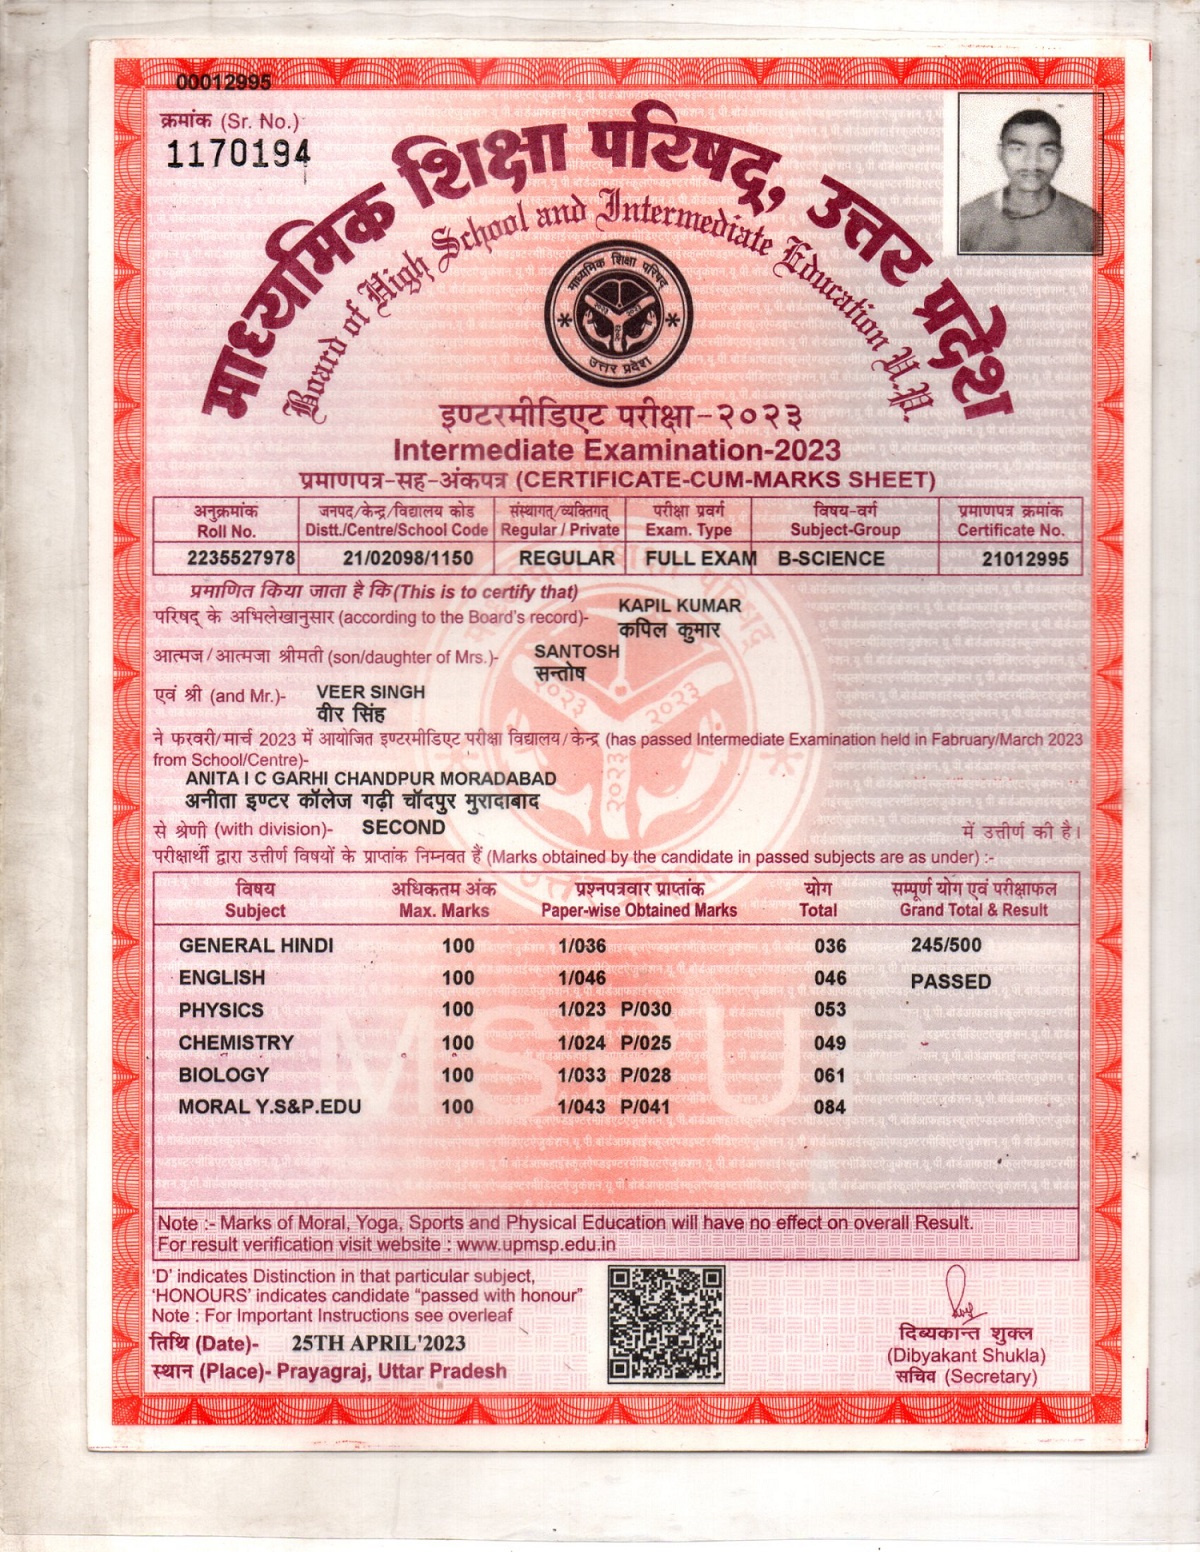 00012995
क्रमांक (Sr. No.)
1170194
माध्यमिक शिक्षा परिषद्, उत्तर प्रदेश
Board of High School and Intermediate Education U.P.
माध्यमिक शिक्षा परिषद
उत्तर प्रदेश
इण्टरमीडिएट परीक्षा-२०२३
Intermediate Examination-2023
प्रमाणपत्र-सह-अंकपत्र (CERTIFICATE-CUM-MARKS SHEET)
अनुक्रमांक जनपद/केन्द्र/विद्यालय कोड संस्थागत्/व्यक्तिगत् परीक्षा प्रवर्ग विषय-वर्ग प्रमाणपत्र क्रमांक
Roll No. Distt./Centre/School Code Regular / Private Exam. Type Subject-Group Certificate No.
2235527978 21/02098/1150 REGULAR FULL EXAM B-SCIENCE 21012995
प्रमाणित किया जाता है कि (This is to certify that)
KAPIL KUMAR
परिषद् के अभिलेखानुसार (according to the Board's record)-
कपिल कुमार
SANTOSH
आत्मज/आत्मजा श्रीमती (son/daughter of Mrs.)-
सन्तोष
VEER SINGH
एवं श्री (and Mr.)-
वीर सिंह
ने फरवरी/मार्च 2023 में आयोजित इण्टरमीडिएट परीक्षा विद्यालय/केन्द्र (has passed Intermediate Examination held in Fabruary/March 2023
from School/Centre)-
ANITA I C GARHI CHANDPUR MORADABAD
अनीता इण्टर कॉलेज गढ़ी चॉदपुर मुरादाबाद
से श्रेणी (with division)- SECOND में उत्तीर्ण की है।
परीक्षार्थी द्वारा उत्तीर्ण विषयों के प्राप्तांक निम्नवत हैं (Marks obtained by the candidate in passed subjects are as under) :-
विषय अधिकतम अंक प्रश्नपत्रवार प्राप्तांक योग सम्पूर्ण योग एवं परीक्षाफल
Subject Max. Marks Paper-wise Obtained Marks Total Grand Total & Result
GENERAL HINDI 100 1/036 036 245/500
ENGLISH 100 1/046 046 PASSED
PHYSICS 100 1/023 P/030 053
CHEMISTRY 100 1/024 P/025 049
BIOLOGY 100 1/033 P/028 061
MORAL Y.S&P.EDU 100 1/043 P/041 084
Note :- Marks of Moral, Yoga, Sports and Physical Education will have no effect on overall Result.
For result verification visit website : www.upmsp.edu.in
'D' indicates Distinction in that particular subject,
'HONOURS' indicates candidate "passed with honour"
Note : For Important Instructions see overleaf
तिथि (Date)- 25TH APRIL'2023
स्थान (Place)- Prayagraj, Uttar Pradesh
दिब्यकान्त शुक्ल
(Dibyakant Shukla)
सचिव (Secretary)